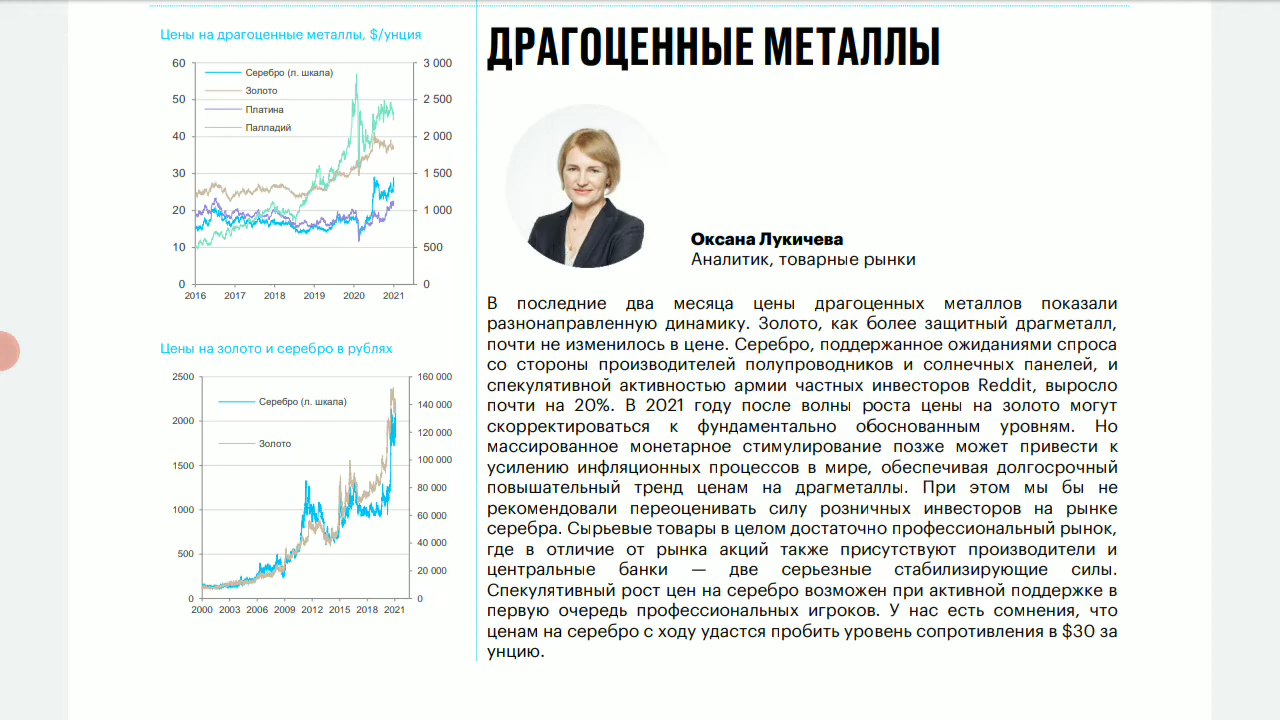 Цены на драгоценные металлы, $/унция
60
50
40
30
20
10
0
Серебро (л. шкала)
Золото
Платина
Палладий
3 000
2 500
2 000
1 500
1 000
500
0
2016 2017 2018 2019 2020 2021
Цены на золото и серебро в рублях
2500
2000
1500
1000
500
0
Серебро (л. шкала)
Золото
160 000
140 000
120 000
100 000
80 000
60 000
40 000
20 000
0
2000 2003 2006 2009 2012 2015 2018 2021
ДРАГОЦЕННЫЕ МЕТАЛЛЫ
Оксана Лукичева
Аналитик, товарные рынки
В последние два месяца цены драгоценных металлов показали
разнонаправленную динамику. Золото, как более защитный драгметалл,
почти не изменилось в цене. Серебро, поддержанное ожиданиями спроса
со стороны производителей полупроводников и солнечных панелей, и
спекулятивной активностью армии частных инвесторов Reddit, выросло
почти на 20%. В 2021 году после волны роста цены на золото могут
скорректироваться к фундаментально обоснованным уровням. Но
массированное монетарное стимулирование позже может привести к
усилению инфляционных процессов в мире, обеспечивая долгосрочный
повышательный тренд ценам на драгметаллы. При этом мы бы не
рекомендовали переоценивать силу розничных инвесторов на рынке
серебра. Сырьевые товары в целом достаточно профессиональный рынок,
где в отличие от рынка акций также присутствуют производители и
центральные банки — две серьезные стабилизирующие силы.
Спекулятивный рост цен на серебро возможен при активной поддержке в
первую очередь профессиональных игроков. У нас есть сомнения, что
ценам на серебро с ходу удастся пробить уровень сопротивления в $30 за
унцию.